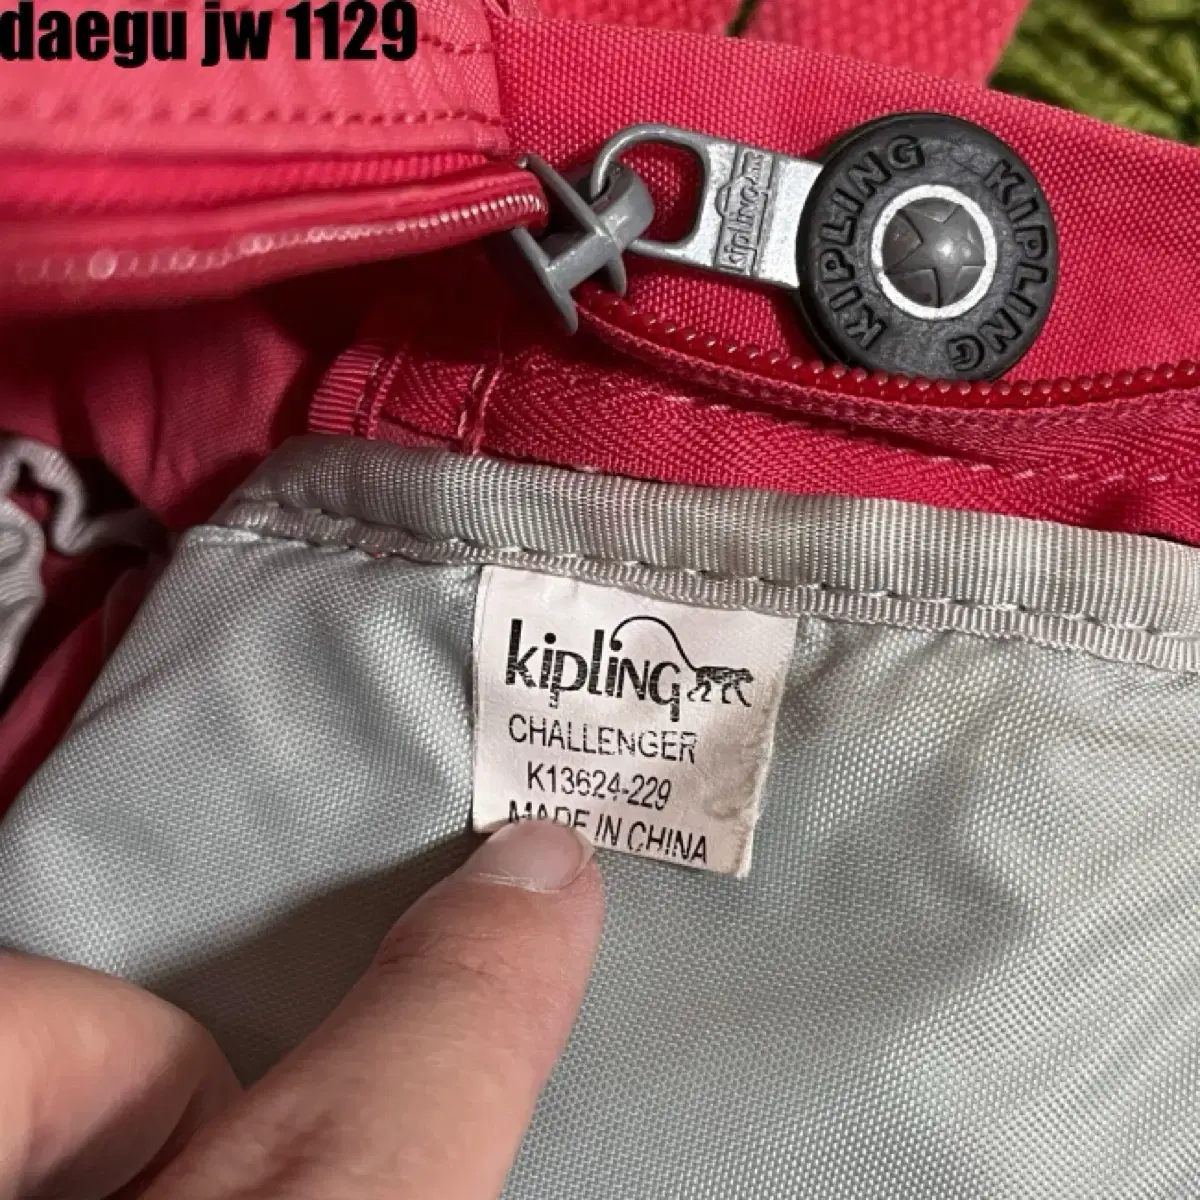 daegu jw 1129
kipling
KIPLING KIPLING
kipling
CHALLENGER
K13624-229
MADE IN CHINA